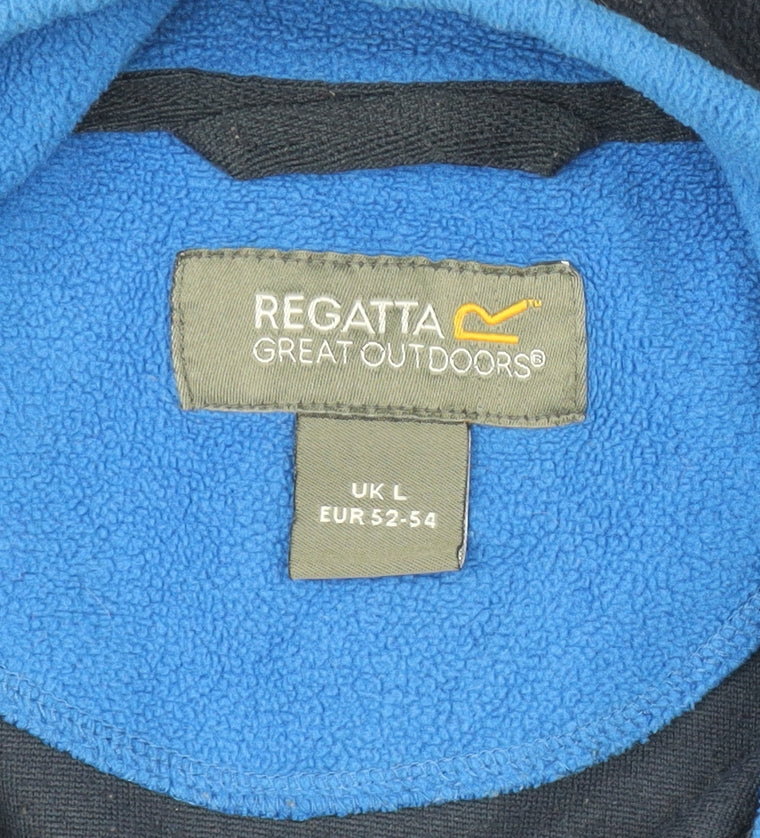 REGATTA
GREAT OUTDOORS®
UK L
EUR 52-54